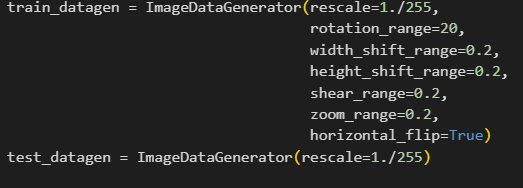 train_datagen = ImageDataGenerator(rescale=1./255,
                                   rotation_range=20,
                                   width_shift_range=0.2,
                                   height_shift_range=0.2,
                                   shear_range=0.2,
                                   zoom_range=0.2,
                                   horizontal_flip=True)
test_datagen = ImageDataGenerator(rescale=1./255)